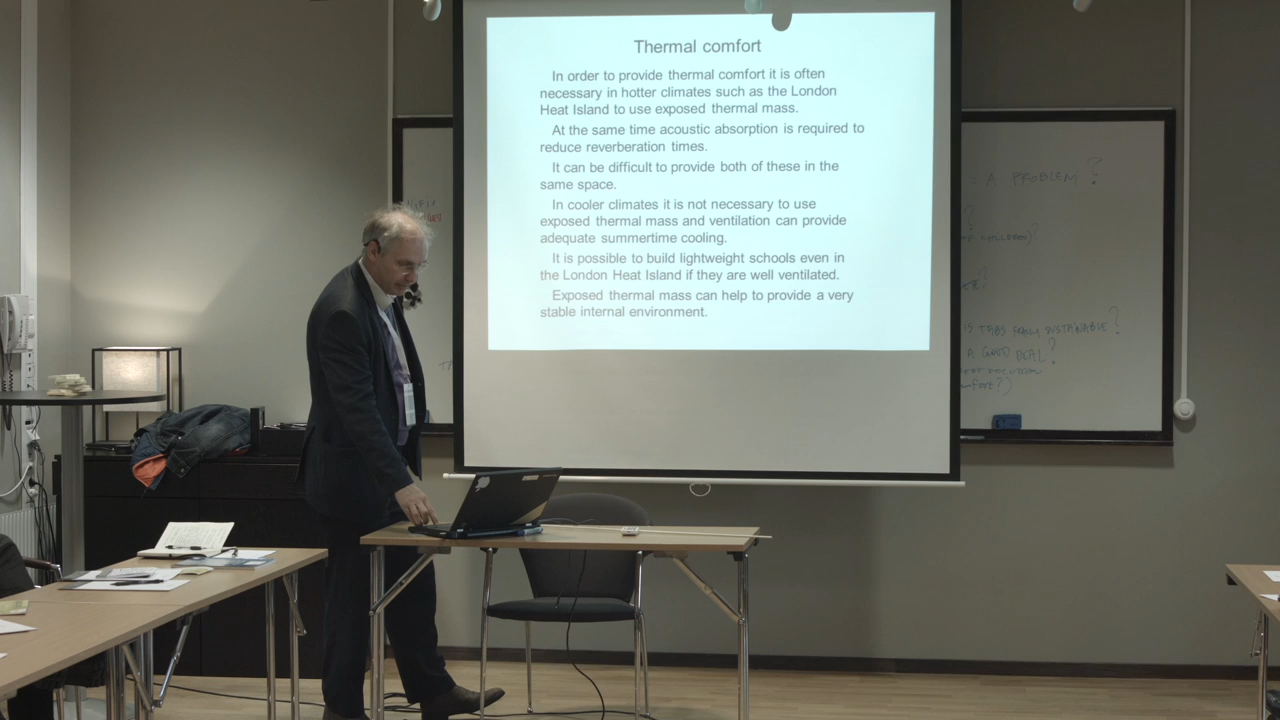 Thermal comfort
In order to provide thermal comfort it is often
necessary in hotter climates such as the London
Heat Island to use exposed thermal mass.
At the same time acoustic absorption is required to
reduce reverberation times.
It can be difficult to provide both of these in the
same space.
In cooler climates it is not necessary to use
exposed thermal mass and ventilation can provide
adequate summertime cooling.
It is possible to build lightweight schools even in
the London Heat Island if they are well ventilated.
Exposed thermal mass can help to provide a very
stable internal environment.
= A PROBLEM?
?
CHILDREN)?
?
IS TABS REALLY SUSTAINABLE?
A GOOD DEAL?